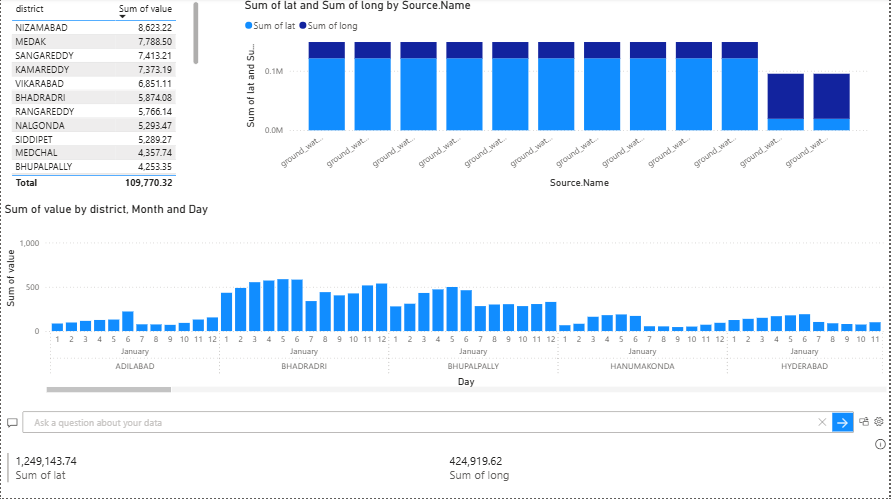 district Sum of value
NIZAMABAD 8,623.22
MEDAK 7,788.50
SANGAREDDY 7,413.21
KAMAREDDY 7,373.19
VIKARABAD 6,851.11
BHADRADRI 5,874.08
RANGAREDDY 5,766.14
NALGONDA 5,293.47
SIDDIPET 5,289.27
MEDCHAL 4,357.74
BHUPALPALLY 4,253.35
Total 109,770.32
Sum of lat and Sum of long by Source.Name
Sum of lat Sum of long
Sum of lat and Su...
0.1M
0.0M
ground_wat... ground_wat... ground_wat... ground_wat... ground_wat... ground_wat... ground_wat... ground_wat... ground_wat... ground_wat... ground_wat... ground_wat...
Source.Name
Sum of value by district, Month and Day
Sum of value
1,000
500
0
1 2 3 4 5 6 7 8 9 10 11 12 1 2 3 4 5 6 7 8 9 10 11 12 1 2 3 4 5 6 7 8 9 10 11 12 1 2 3 4 5 6 7 8 9 10 11 12 1 2 3 4 5 6 7 8 9 10 11
January January January January January
ADILABAD BHADRADRI BHUPALPALLY HANUMAKONDA HYDERABAD
Day
Ask a question about your data
1,249,143.74 424,919.62
Sum of lat Sum of long